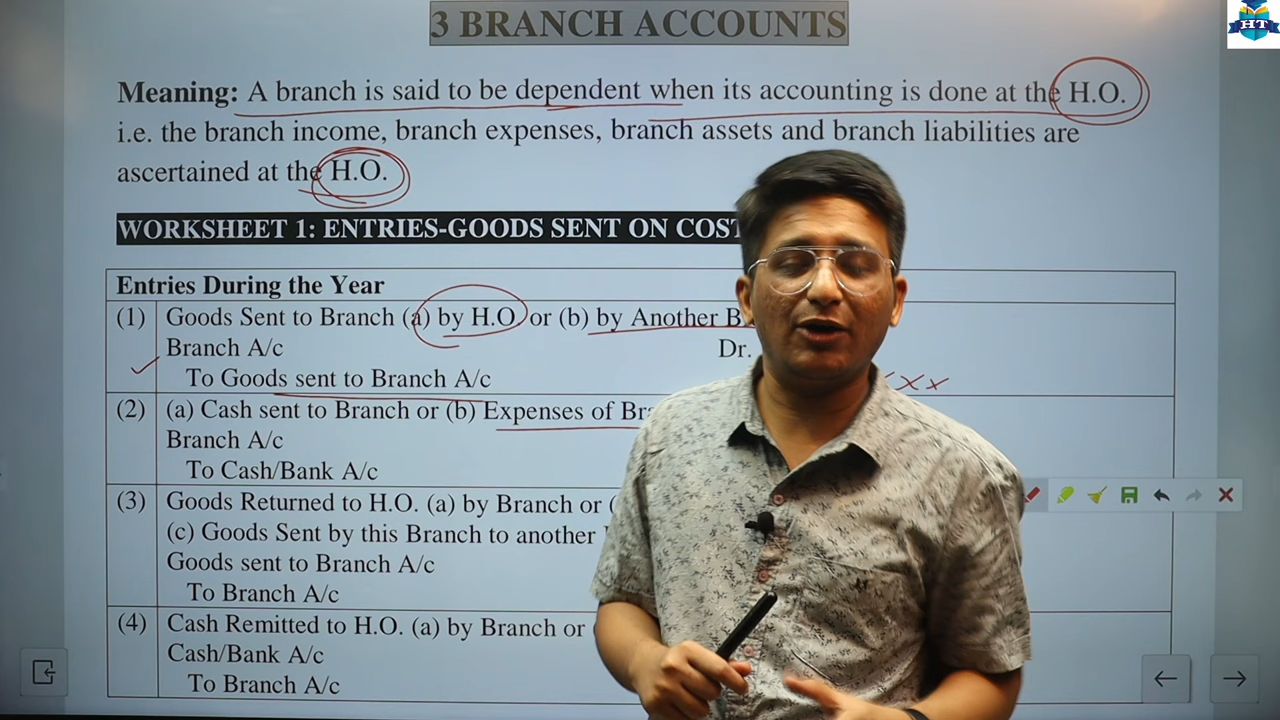 3 BRANCH ACCOUNTS
HT
Meaning: A branch is said to be dependent when its accounting is done at the H.O.
i.e. the branch income, branch expenses, branch assets and branch liabilities are
ascertained at the H.O.
WORKSHEET 1: ENTRIES-GOODS SENT ON COST
Entries During the Year
(1) Goods Sent to Branch (a) by H.O or (b) by Another B
Branch A/c Dr.
To Goods sent to Branch A/c xxx
(2) (a) Cash sent to Branch or (b) Expenses of Br
Branch A/c
To Cash/Bank A/c
(3) Goods Returned to H.O. (a) by Branch or (
(c) Goods Sent by this Branch to another
Goods sent to Branch A/c
To Branch A/c
(4) Cash Remitted to H.O. (a) by Branch or
Cash/Bank A/c
To Branch A/c